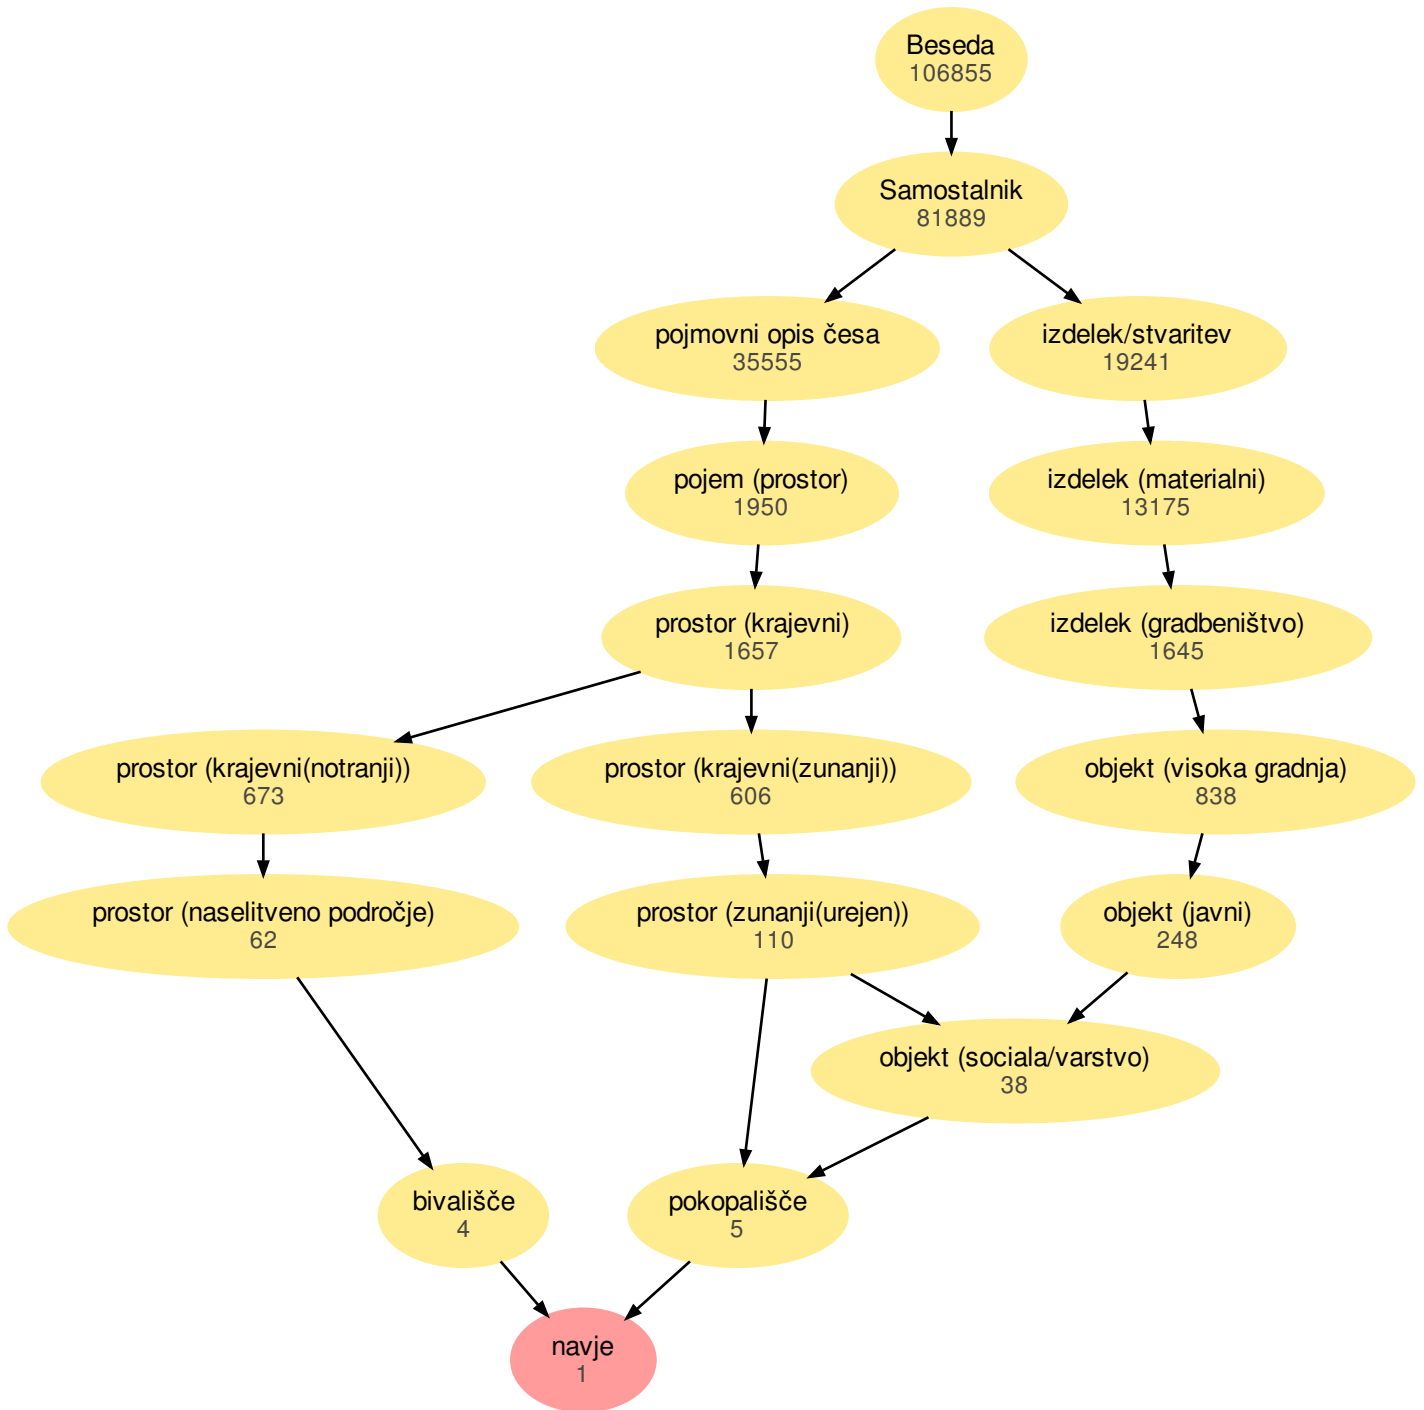 Beseda
106855
Samostalnik
81889
pojmovni opis česa
35555
izdelek/stvaritev
19241
pojem (prostor)
1950
izdelek (materialni)
13175
prostor (krajevni)
1657
izdelek (gradbeništvo)
1645
prostor (krajevni(notranji))
673
prostor (krajevni(zunanji))
606
objekt (visoka gradnja)
838
prostor (naselitveno področje)
62
prostor (zunanji(urejen))
110
objekt (javni)
248
objekt (sociala/varstvo)
38
bivališče
4
pokopališče
5
navje
1